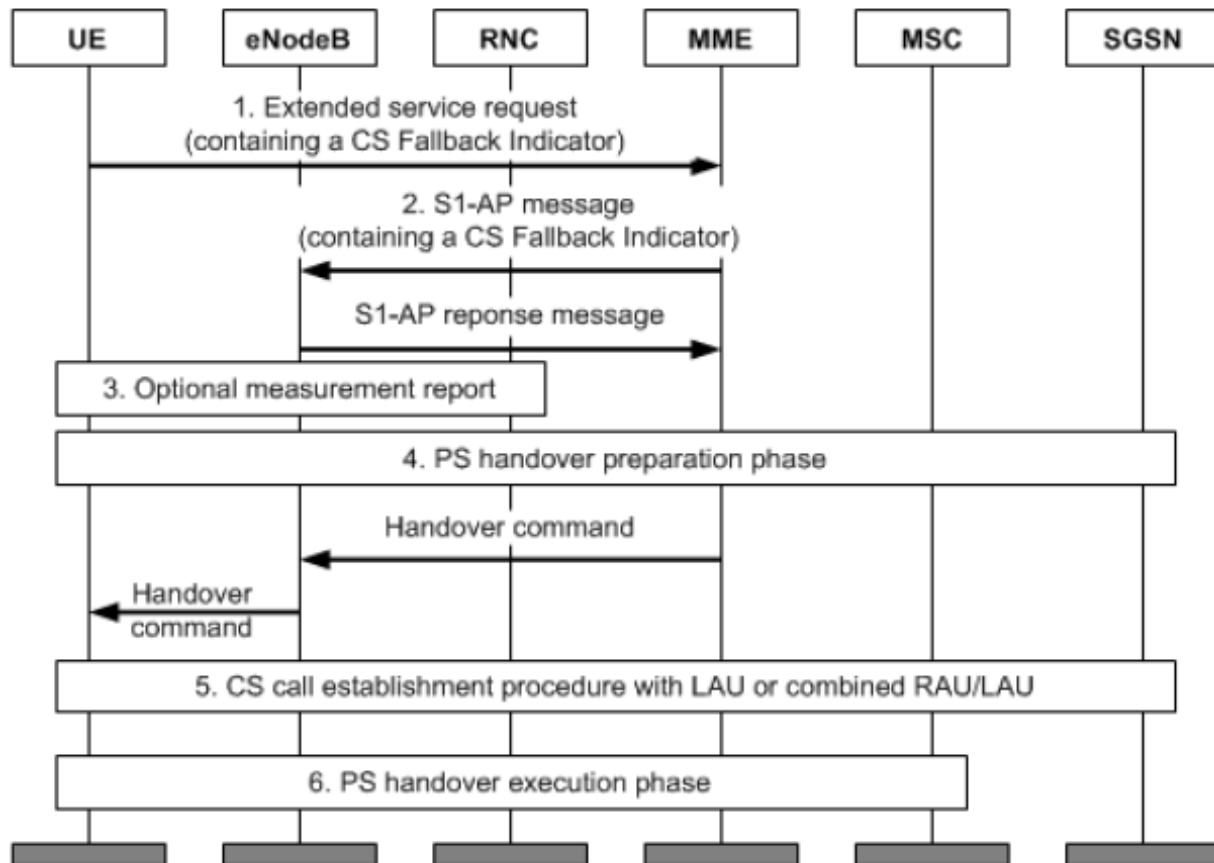 UE eNodeB RNC MME MSC SGSN
1. Extended service request
(containing a CS Fallback Indicator)
2. S1-AP message
(containing a CS Fallback Indicator)
S1-AP reponse message
3. Optional measurement report
4. PS handover preparation phase
Handover command
Handover
command
5. CS call establishment procedure with LAU or combined RAU/LAU
6. PS handover execution phase